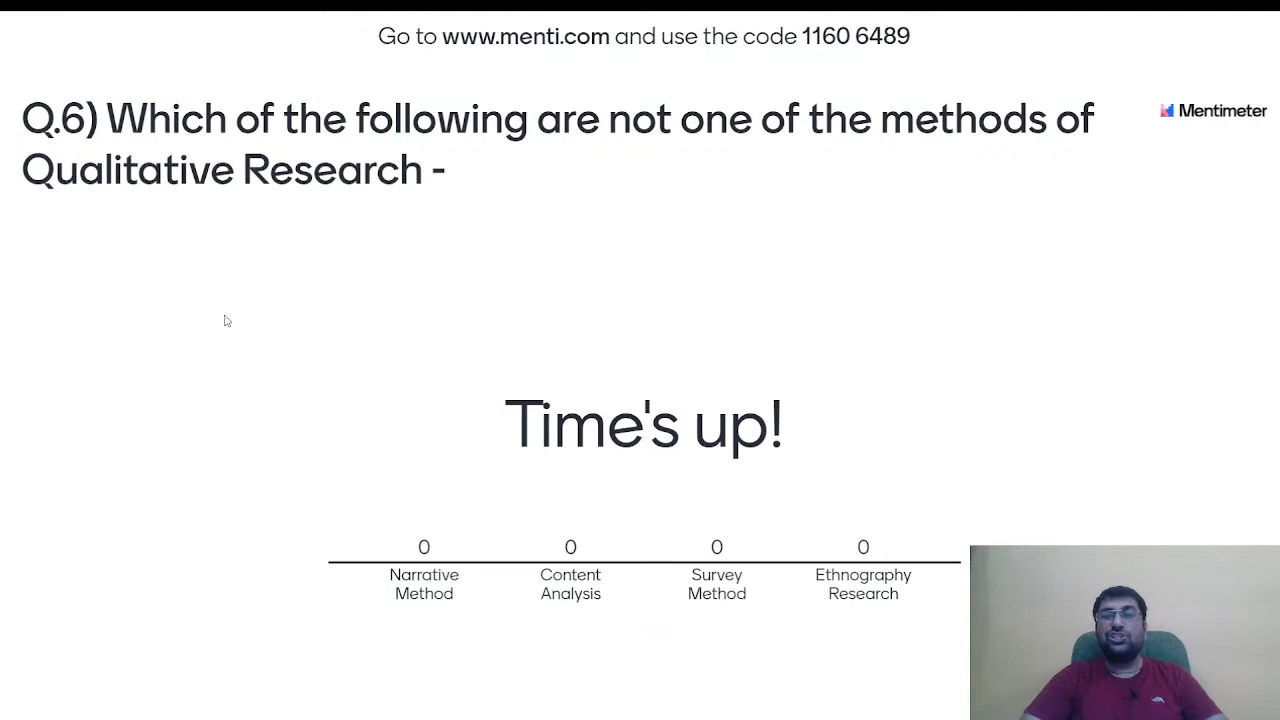 Go to www.menti.com and use the code 1160 6489
Q.6) Which of the following are not one of the methods of
Qualitative Research -
Mentimeter
Time's up!
0 0 0 0
Narrative Content Survey Ethnography
Method Analysis Method Research